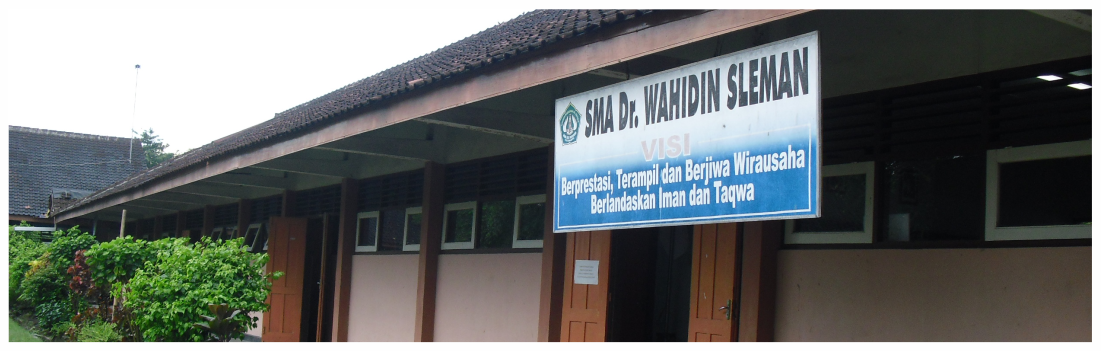 SMA Dr. WAHIDIN SLEMAN
VISI
Berprestasi, Terampil dan Berjiwa Wirausaha
Berlandaskan Iman dan Taqwa